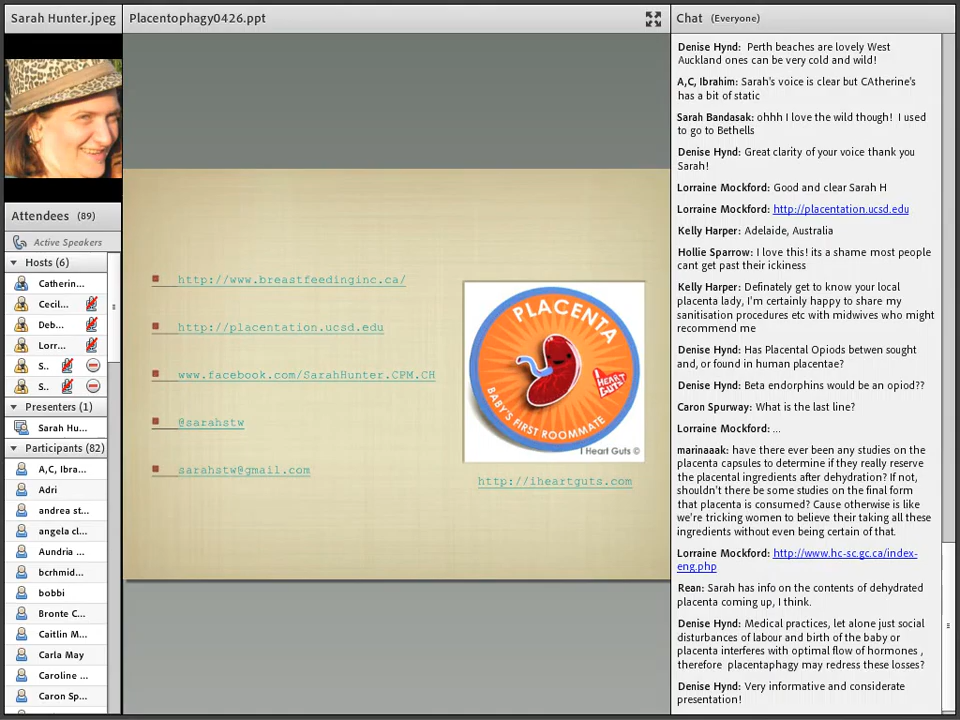 Sarah Hunter.jpeg
Attendees (89)
Active Speakers
Hosts (6)
Catherin...
Cecil...
Deb...
Lorr...
S..
S..
Presenters (1)
Sarah Hu...
Participants (82)
A,C, Ibra...
Adri
andrea st...
angela cl...
Aundria ...
bcrhmid...
bobbi
Bronte C...
Caitlin M...
Carla May
Caroline ...
Caron Sp...
Placentophagy0426.ppt
http://www.breastfeedinginc.ca/
http://placentation.ucsd.edu
www.facebook.com/SarahHunter.CPM.CH
@sarahstw
sarahstw@gmail.com
PLACENTA
I HEART GUTS
BABY'S FIRST ROOMMATE
I Heart Guts ©
http://iheartguts.com
Chat (Everyone)
Denise Hynd: Perth beaches are lovely West
Auckland ones can be very cold and wild!
A,C, Ibrahim: Sarah's voice is clear but CAtherine's
has a bit of static
Sarah Bandasak: ohhh I love the wild though! I used
to go to Bethells
Denise Hynd: Great clarity of your voice thank you
Sarah!
Lorraine Mockford: Good and clear Sarah H
Lorraine Mockford: http://placentation.ucsd.edu
Kelly Harper: Adelaide, Australia
Hollie Sparrow: I love this! its a shame most people
cant get past their ickiness
Kelly Harper: Definately get to know your local
placenta lady, I'm certainly happy to share my
sanitisation procedures etc with midwives who might
recommend me
Denise Hynd: Has Placental Opiods betwen sought
and, or found in human placentae?
Denise Hynd: Beta endorphins would be an opiod??
Caron Spurway: What is the last line?
Lorraine Mockford: ...
marinaaak: have there ever been any studies on the
placenta capsules to determine if they really reserve
the placental ingredients after dehydration? If not,
shouldn't there be some studies on the final form
that placenta is consumed? Cause otherwise is like
we're tricking women to believe their taking all these
ingredients without even being certain of that.
Lorraine Mockford: http://www.hc-sc.gc.ca/index-
eng.php
Rean: Sarah has info on the contents of dehydrated
placenta coming up, I think.
Denise Hynd: Medical practices, let alone just social
disturbances of labour and birth of the baby or
placenta interferes with optimal flow of hormones ,
therefore placentaphagy may redress these losses?
Denise Hynd: Very informative and considerate
presentation!